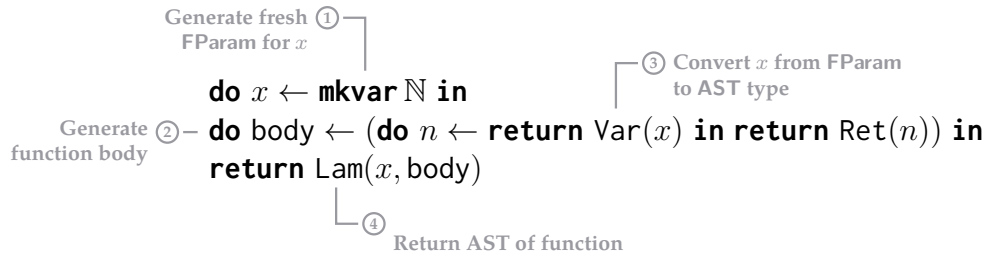 Generate fresh ①
FParam for x
③ Convert x from FParam
to AST type
do x ← mkvar ℕ in
Generate ②
function body
do body ← (do n ← return Var(x) in return Ret(n)) in
return Lam(x, body)
④
Return AST of function